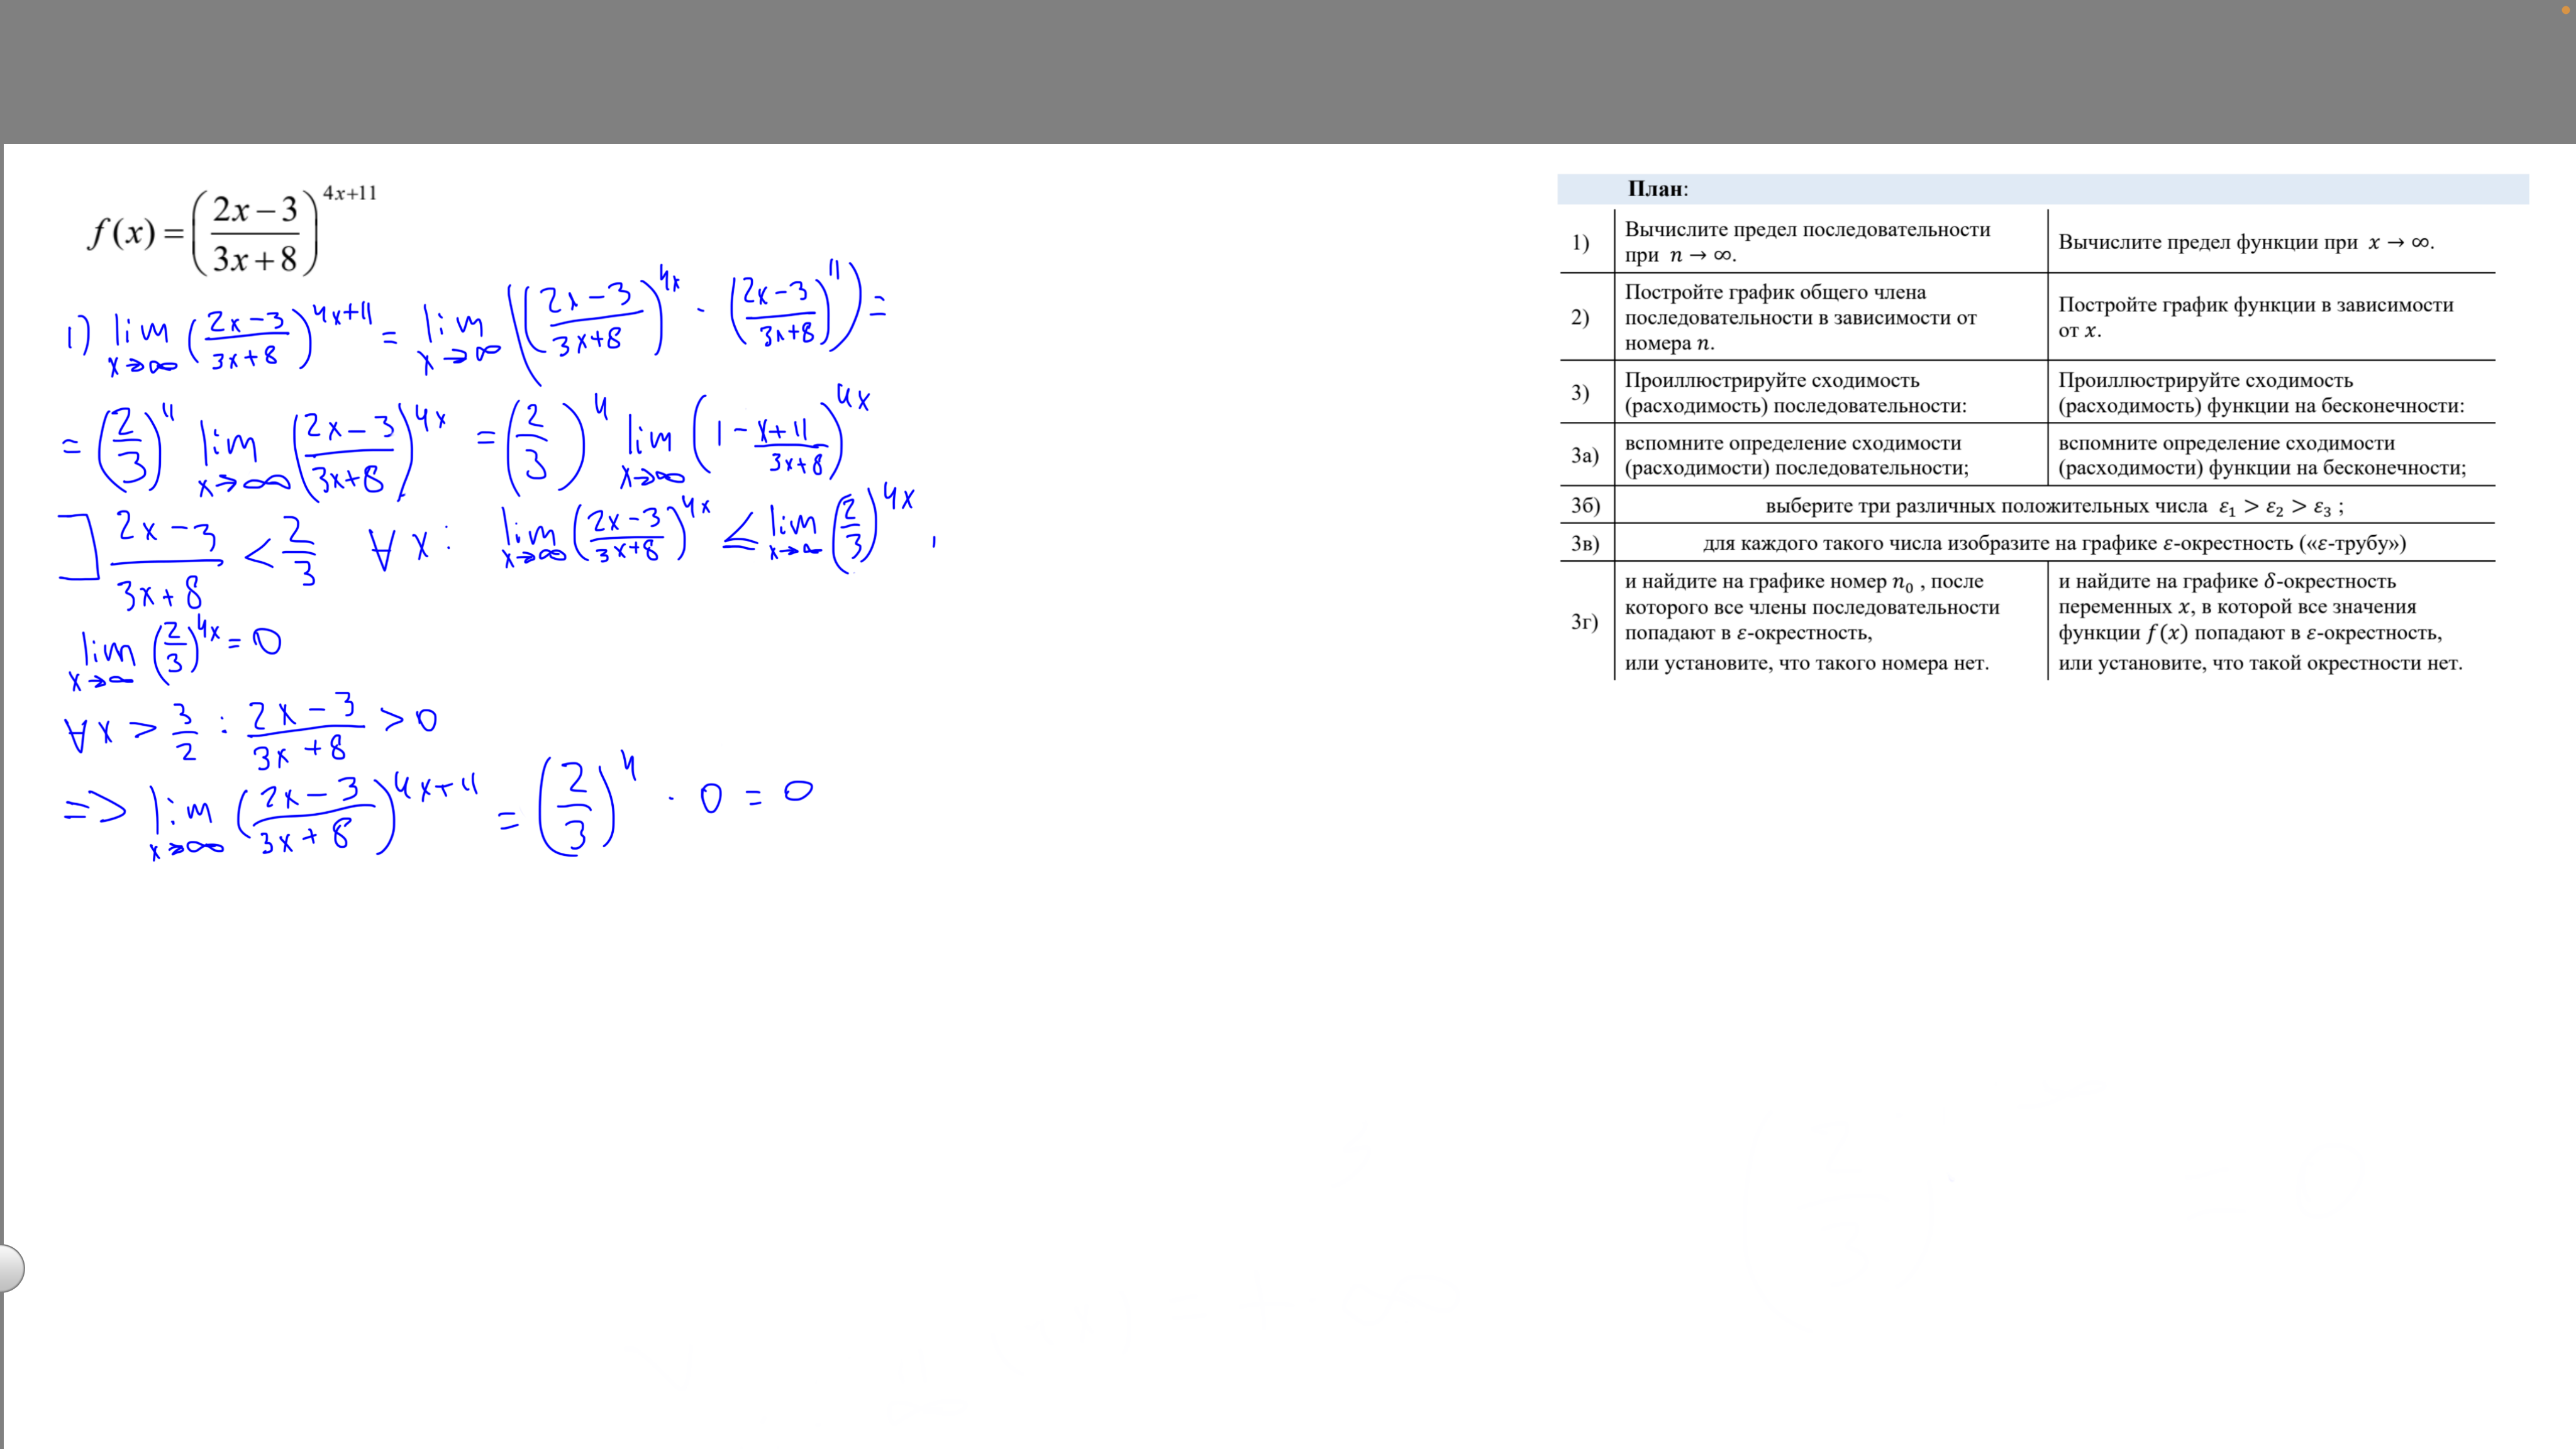 f(x) = ((2x − 3)/(3x + 8))^(4x+11)
1) lim_{x→∞} ((2x−3)/(3x+8))^(4x+11) = lim_{x→∞} (((2x−3)/(3x+8))^(4x) · ((2x−3)/(3x+8))^11) =
= (2/3)^11 lim_{x→∞} ((2x−3)/(3x+8))^(4x) = (2/3)^11 lim_{x→∞} (1 − (x+11)/(3x+8))^(4x)
] (2x−3)/(3x+8) < 2/3 ∀x: lim_{x→∞} ((2x−3)/(3x+8))^(4x) ≤ lim_{x→∞} (2/3)^(4x) ,
lim_{x→∞} (2/3)^(4x) = 0
∀x > 3/2 : (2x−3)/(3x+8) > 0
=> lim_{x→∞} ((2x−3)/(3x+8))^(4x+11) = (2/3)^11 · 0 = 0
План:
1)
Вычислите предел последовательности
при n → ∞.
Вычислите предел функции при x → ∞.
2)
Постройте график общего члена
последовательности в зависимости от
номера n.
Постройте график функции в зависимости
от x.
3)
Проиллюстрируйте сходимость
(расходимость) последовательности:
Проиллюстрируйте сходимость
(расходимость) функции на бесконечности:
3а)
вспомните определение сходимости
(расходимости) последовательности;
вспомните определение сходимости
(расходимости) функции на бесконечности;
3б)
выберите три различных положительных числа ε₁ > ε₂ > ε₃ ;
3в)
для каждого такого числа изобразите на графике ε-окрестность («ε-трубу»)
3г)
и найдите на графике номер n₀ , после
которого все члены последовательности
попадают в ε-окрестность,
или установите, что такого номера нет.
и найдите на графике δ-окрестность
переменных x, в которой все значения
функции f(x) попадают в ε-окрестность,
или установите, что такой окрестности нет.